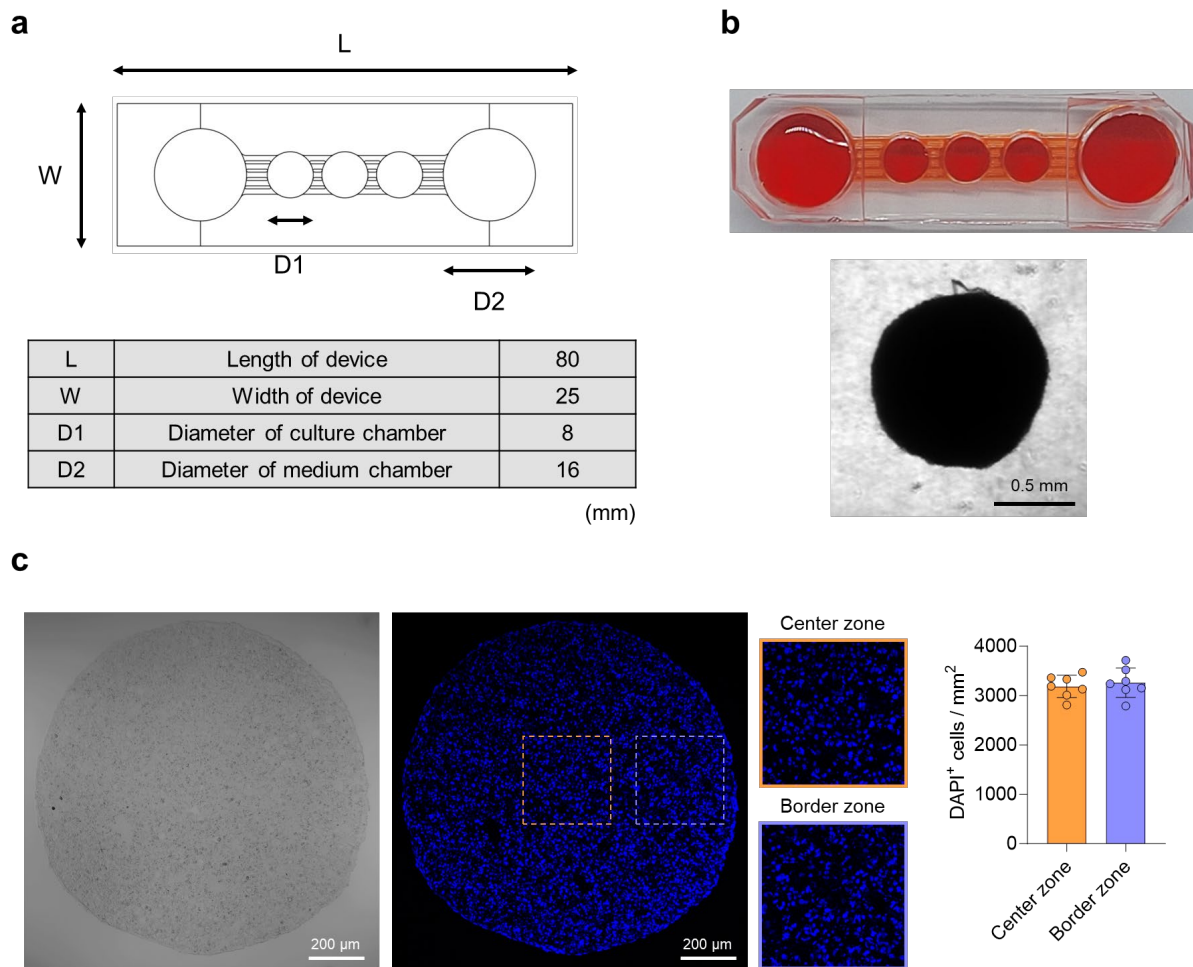 a
L
W
D1
D2
L Length of device 80
W Width of device 25
D1 Diameter of culture chamber 8
D2 Diameter of medium chamber 16
(mm)
b
0.5 mm
c
200 µm
200 µm
Center zone
Border zone
DAPI⁺ cells / mm²
4000
3000
2000
1000
0
Center zone
Border zone